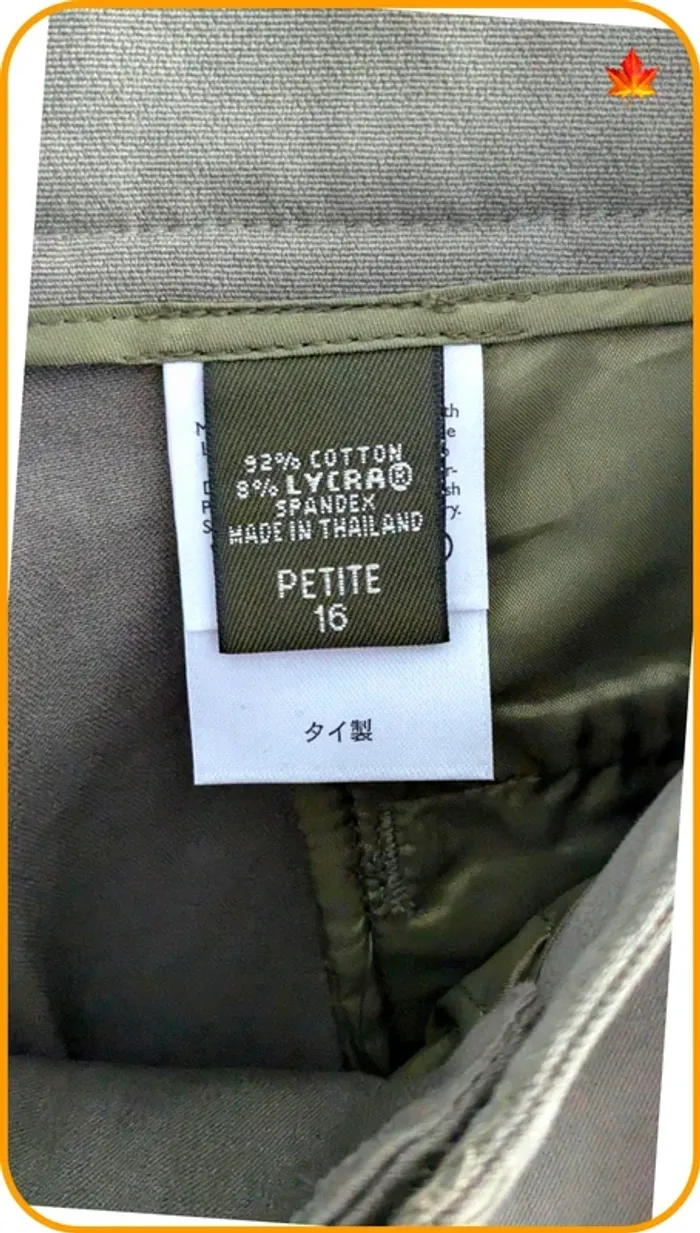 92% COTTON
8% LYCRA®
SPANDEX
MADE IN THAILAND
PETITE
16
タイ製